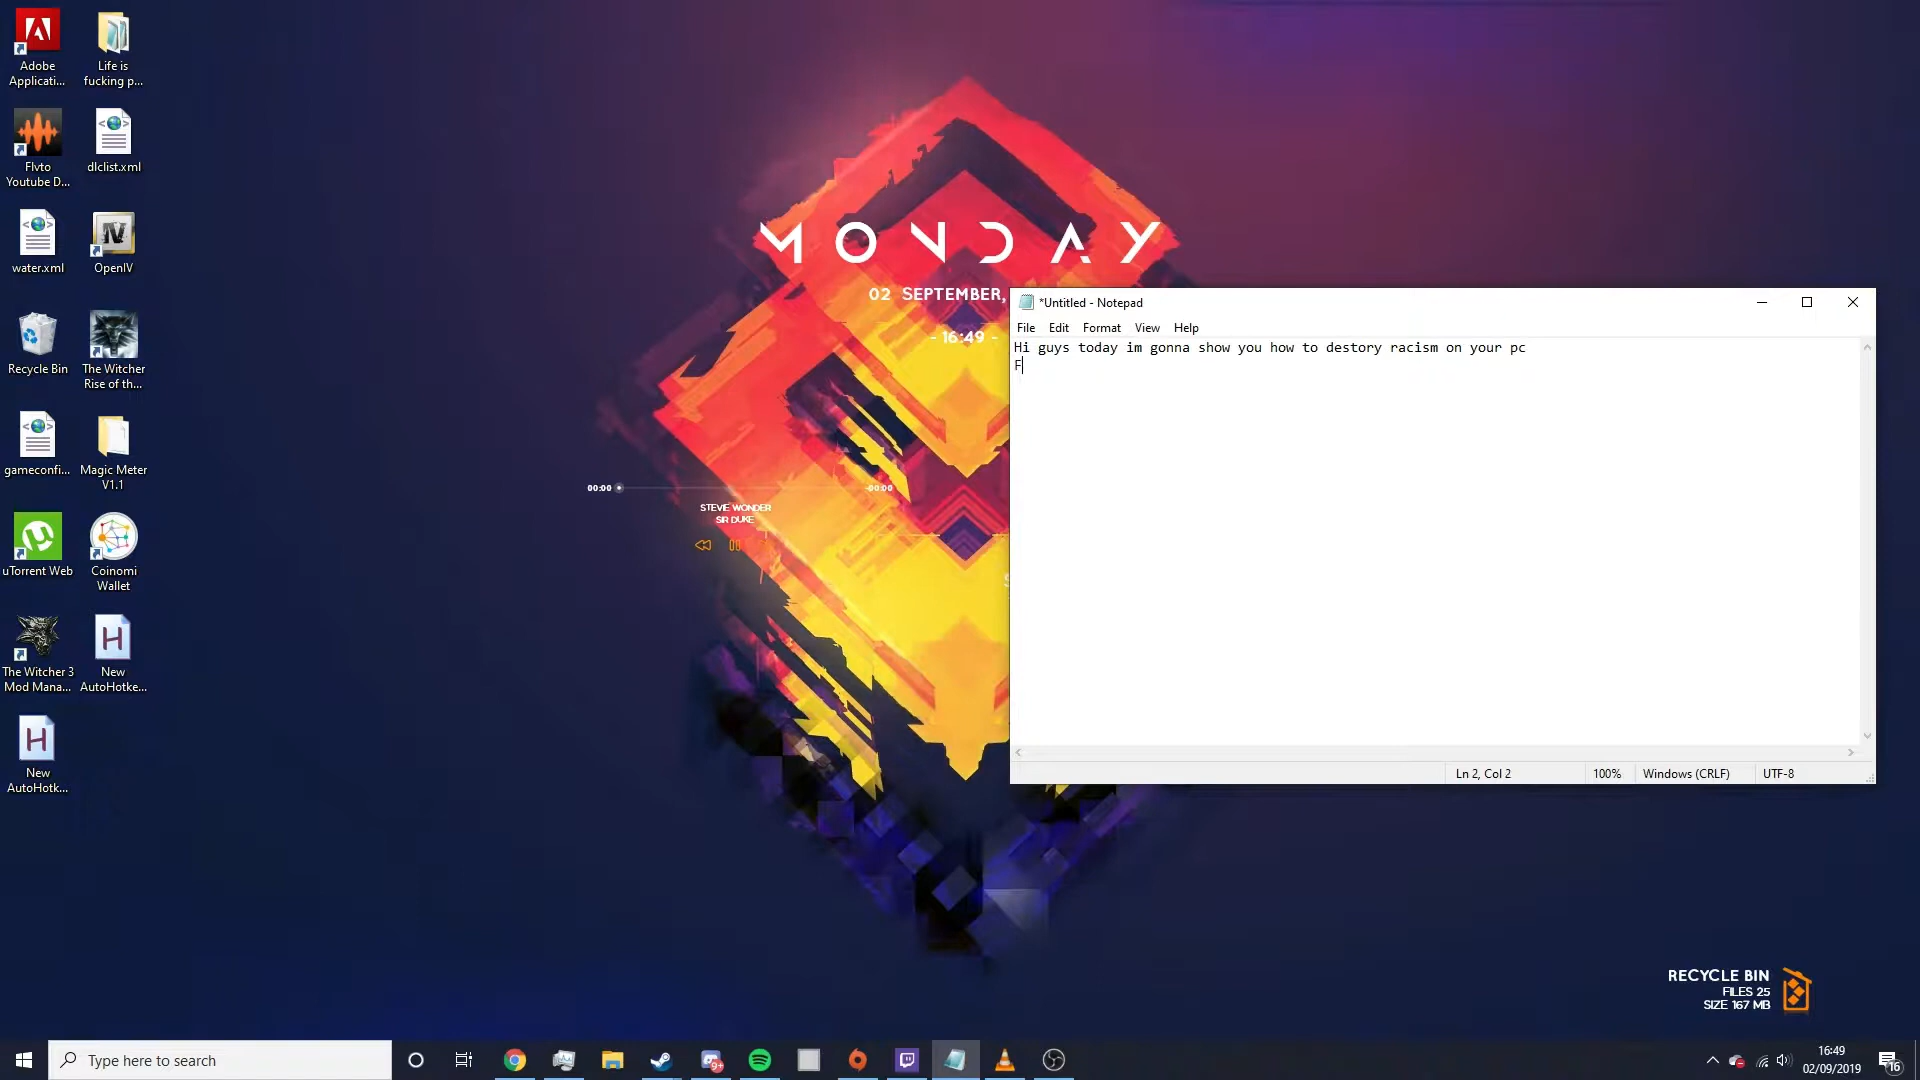 Adobe
Applicati...
Life is
fucking p...
Flvto
Youtube D...
dlclist.xml
water.xml
OpenIV
Recycle Bin
The Witcher
Rise of th...
gameconfi...
Magic Meter
V1.1
uTorrent Web
Coinomi
Wallet
The Witcher 3
Mod Mana...
New
AutoHotke...
New
AutoHotk...
MONDAY
02 SEPTEMBER,
- 16:49 -
00:00
-00:00
STEVIE WONDER
SIR DUKE
*Untitled - Notepad
File Edit Format View Help
Hi guys today im gonna show you how to destory racism on your pc
F
Ln 2, Col 2
100%
Windows (CRLF)
UTF-8
RECYCLE BIN
FILES 25
SIZE 167 MB
Type here to search
9+
16:49
02/09/2019
16